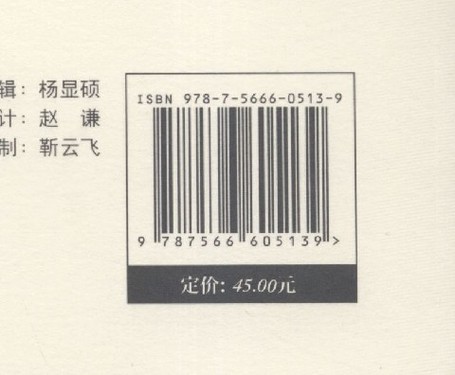 辑：杨显硕
计：赵　谦
制：靳云飞
ISBN 978-7-5666-0513-9
9 787566 605139 >
定价：45.00元